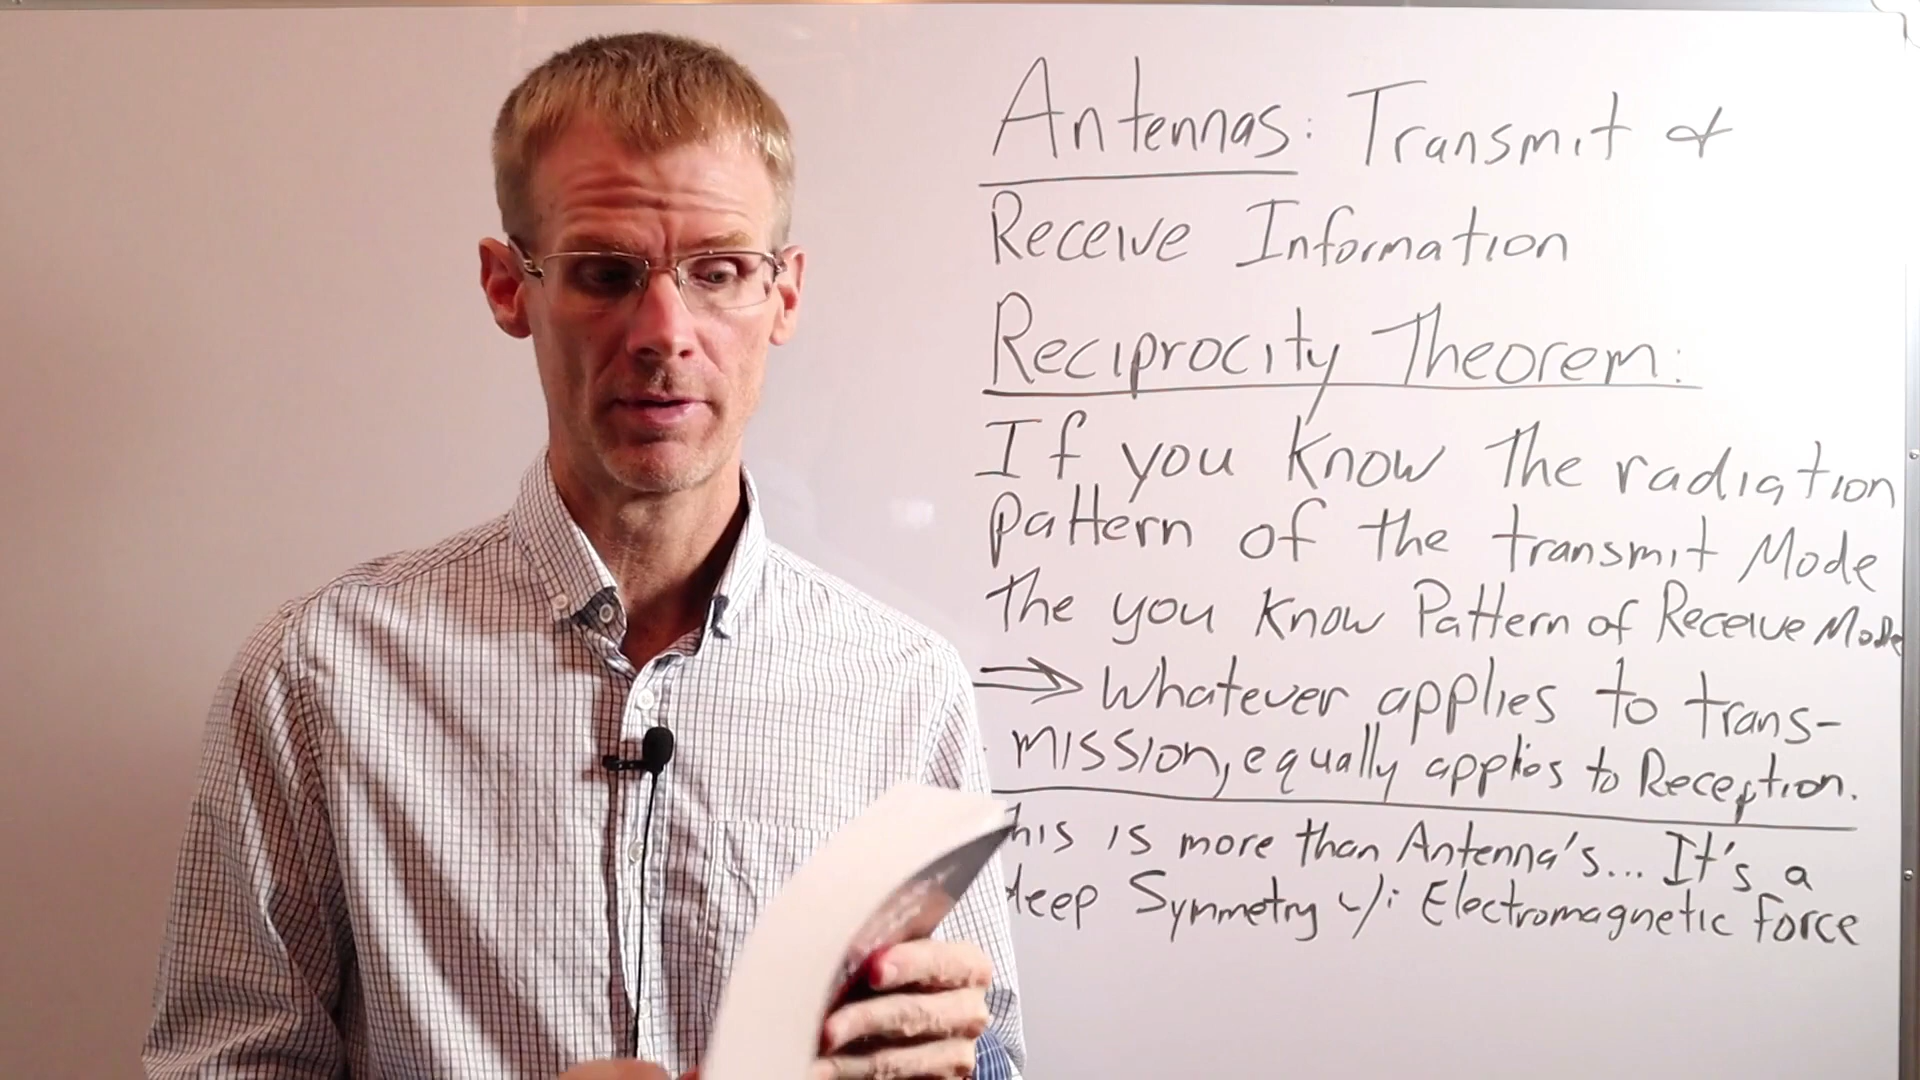 Antennas: Transmit &
Receive Information
Reciprocity Theorem:
If you know the radiation
Pattern of the transmit Mode
the you know Pattern of Receive Mode
⇒ Whatever applies to trans-
mission, equally applies to Reception.
This is more than Antenna's... It's a
deep Symmetry w/i Electromagnetic force